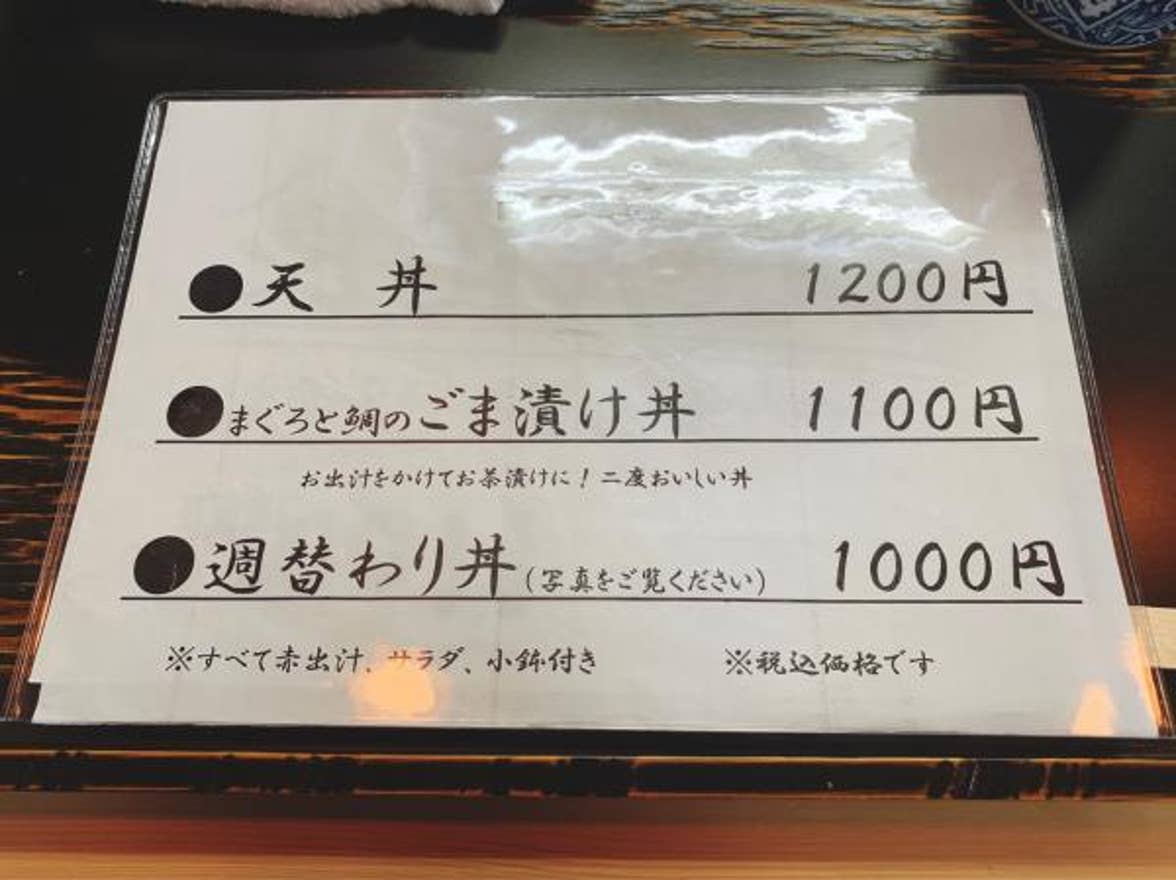 ●天 丼 1200円
●まぐろと鯛のごま漬け丼 1100円
お出汁をかけてお茶漬けに！二度おいしい丼
●週替わり丼(写真をご覧ください) 1000円
※すべて赤出汁、サラダ、小鉢付き ※税込価格です